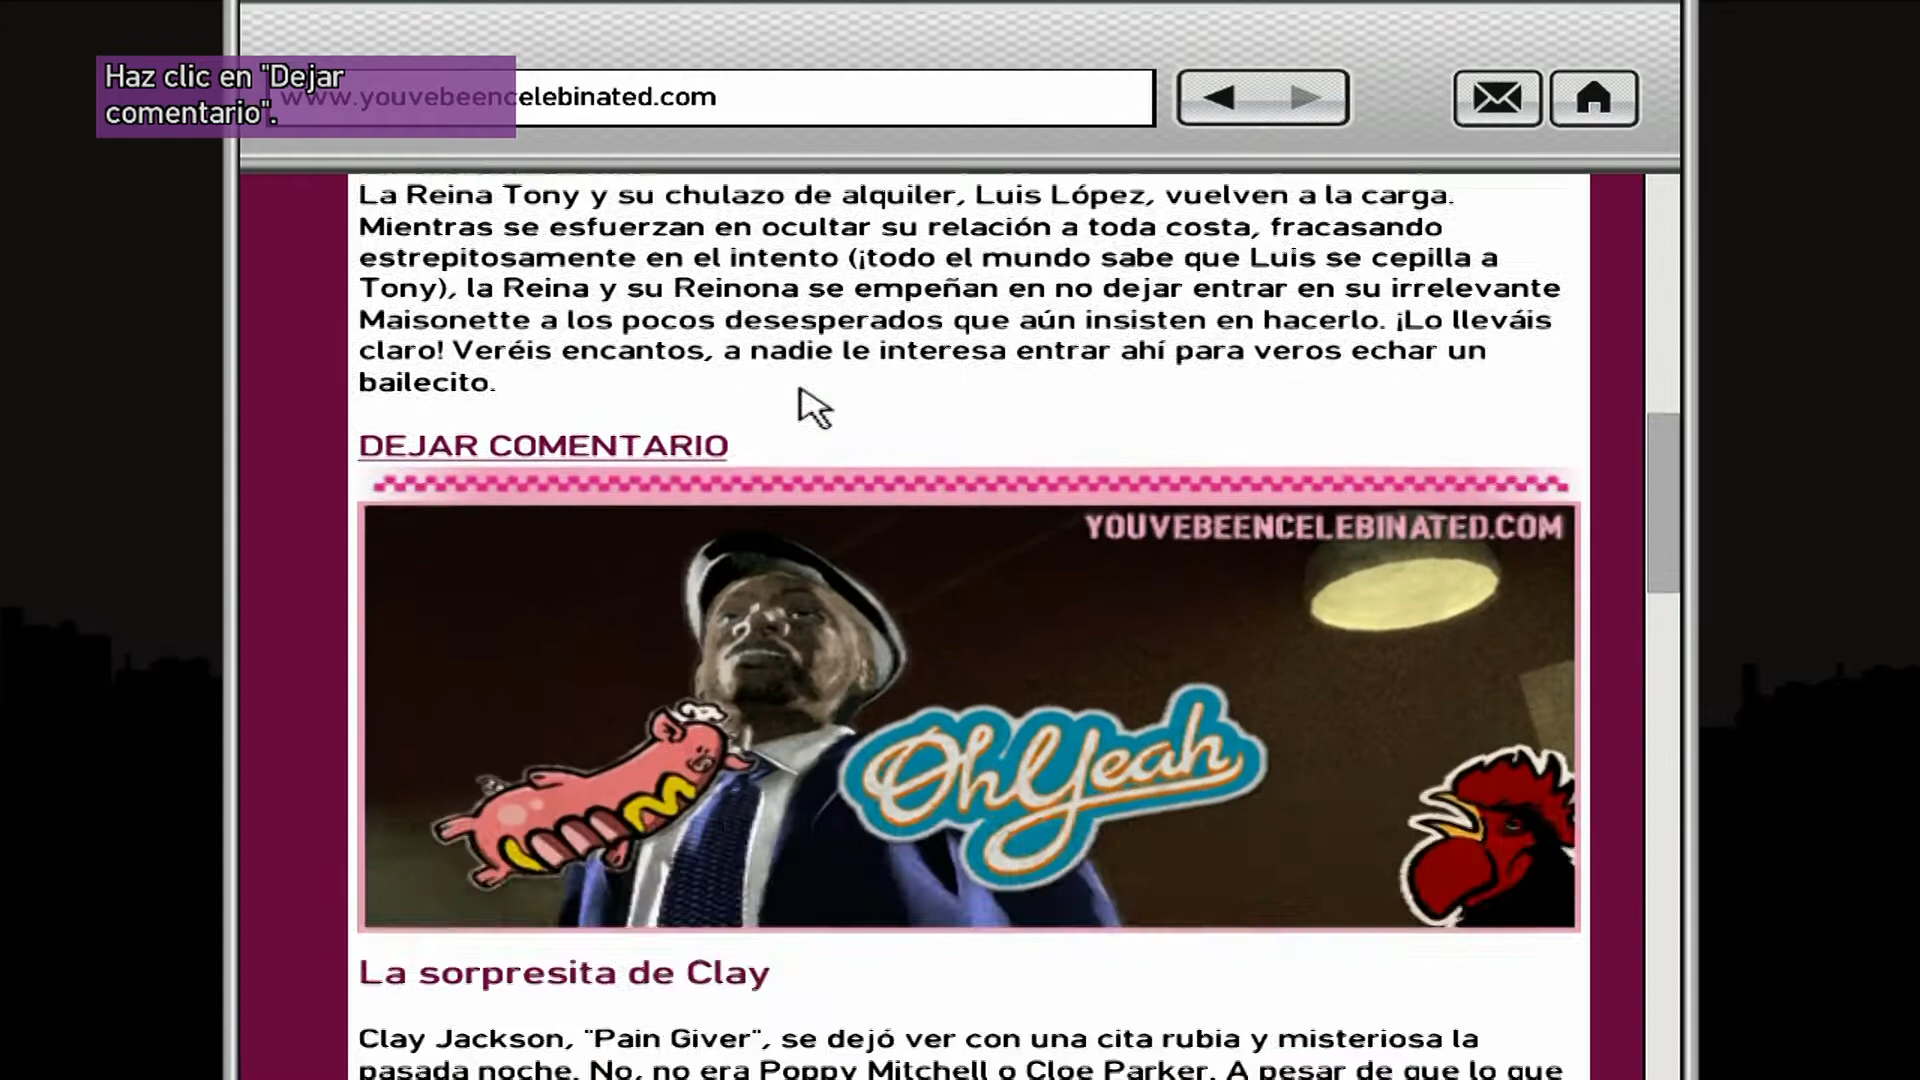 Haz clic en "Dejar
comentario".
www.youvebeencelebinated.com
La Reina Tony y su chulazo de alquiler, Luis López, vuelven a la carga.
Mientras se esfuerzan en ocultar su relación a toda costa, fracasando
estrepitosamente en el intento (¡todo el mundo sabe que Luis se cepilla a
Tony), la Reina y su Reinona se empeñan en no dejar entrar en su irrelevante
Maisonette a los pocos desesperados que aún insisten en hacerlo. ¡Lo lleváis
claro! Veréis encantos, a nadie le interesa entrar ahí para veros echar un
bailecito.
DEJAR COMENTARIO
YOUVEBEENCELEBINATED.COM
Oh Yeah
La sorpresita de Clay
Clay Jackson, "Pain Giver", se dejó ver con una cita rubia y misteriosa la
pasada noche. No, no era Poppy Mitchell o Cloe Parker. A pesar de que lo que